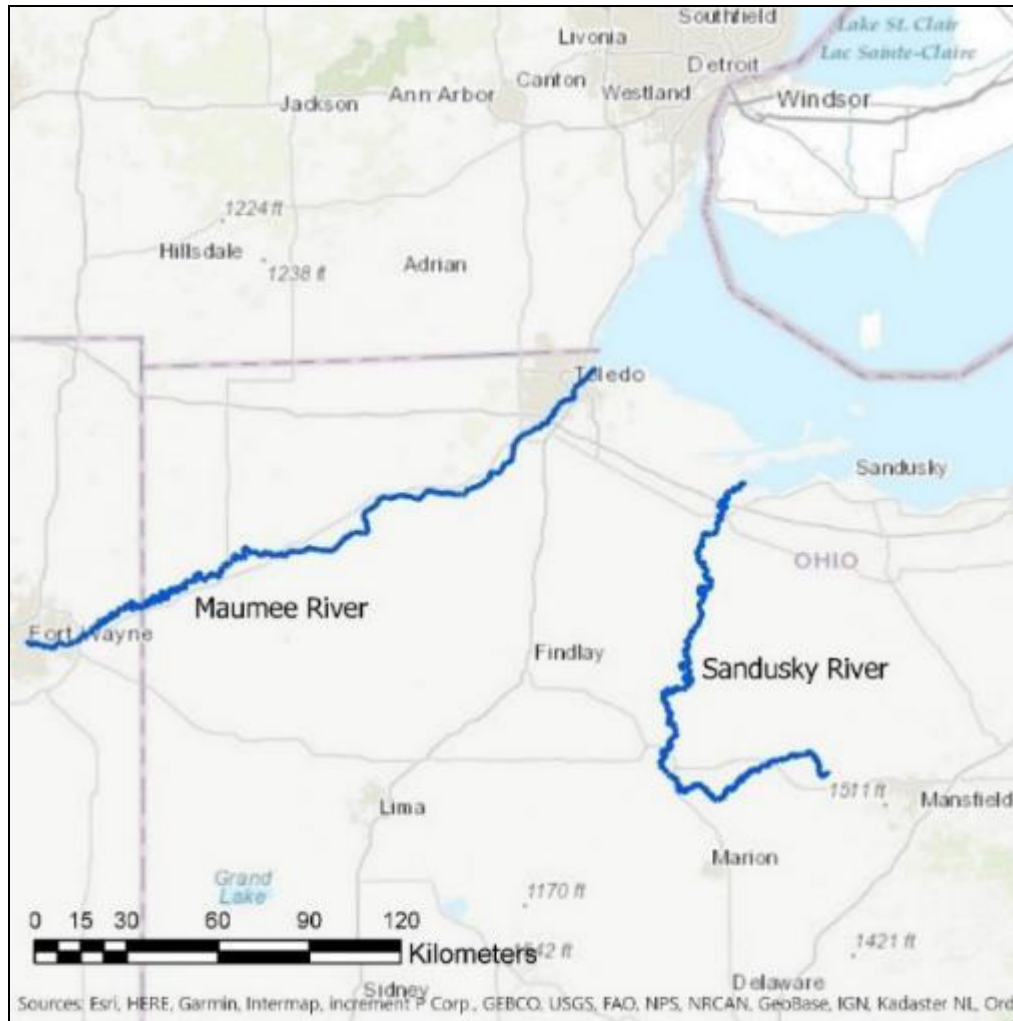 Southfield
Lake St. Clair
Livonia
Lac Sainte-Claire
Detroit
Canton
Ann Arbor
Westland
Jackson
Windsor
1224 ft
Hillsdale
Adrian
1238 ft
Toledo
Sandusky
OHIO
Maumee River
Fort Wayne
Findlay
Sandusky River
1511 ft
Mansfield
Lima
Marion
Grand
Lake
1170 ft
0 15 30 60 90 120
Kilometers
1421 ft
Delaware
Sidney
Sources: Esri, HERE, Garmin, Intermap, increment P Corp., GEBCO, USGS, FAO, NPS, NRCAN, GeoBase, IGN, Kadaster NL, Ord